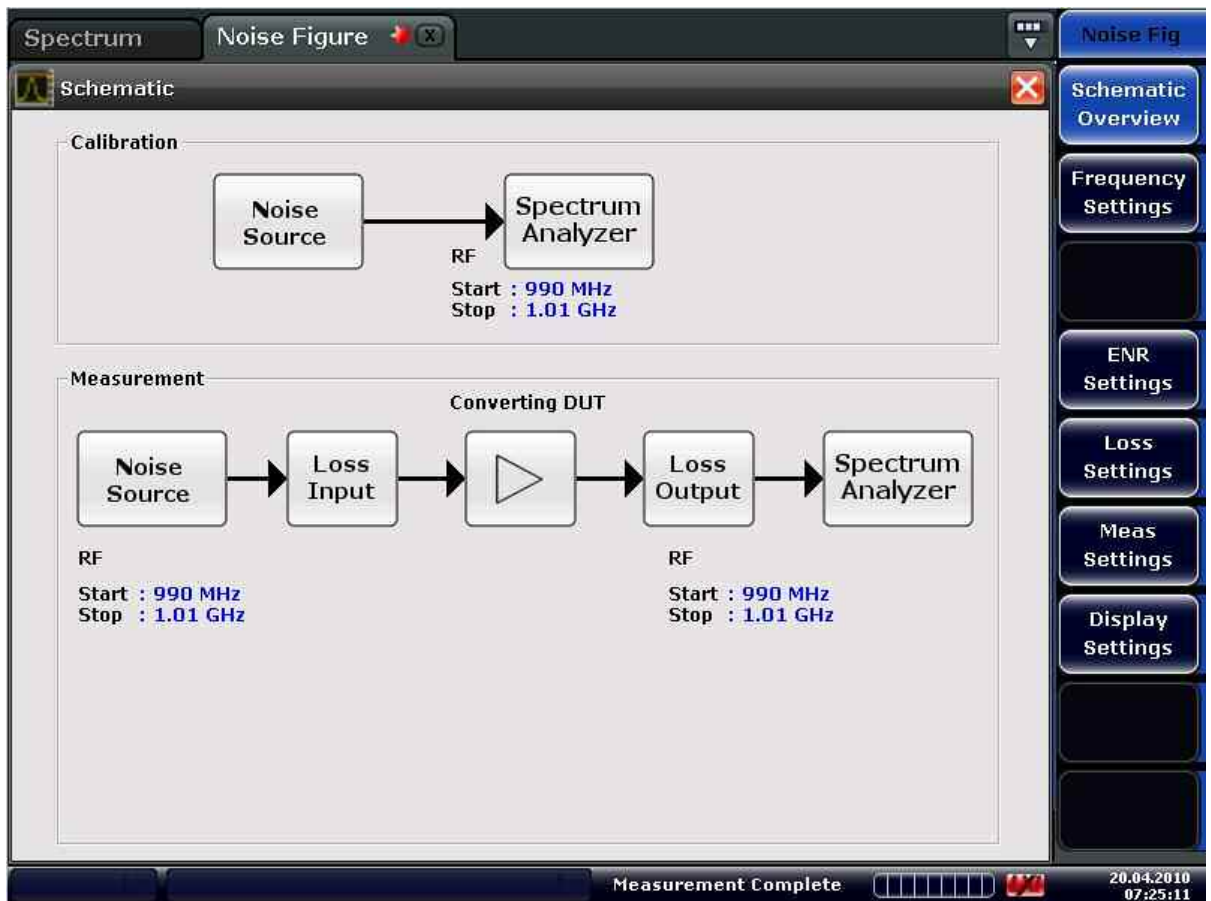 Spectrum
Noise Figure
X
Noise Fig
Schematic
Schematic
Overview
Frequency
Settings
ENR
Settings
Loss
Settings
Meas
Settings
Display
Settings
Calibration
Noise
Source
Spectrum
Analyzer
RF
Start : 990 MHz
Stop : 1.01 GHz
Measurement
Converting DUT
Noise
Source
Loss
Input
Loss
Output
Spectrum
Analyzer
RF
Start : 990 MHz
Stop : 1.01 GHz
RF
Start : 990 MHz
Stop : 1.01 GHz
Measurement Complete
20.04.2010
07:25:11